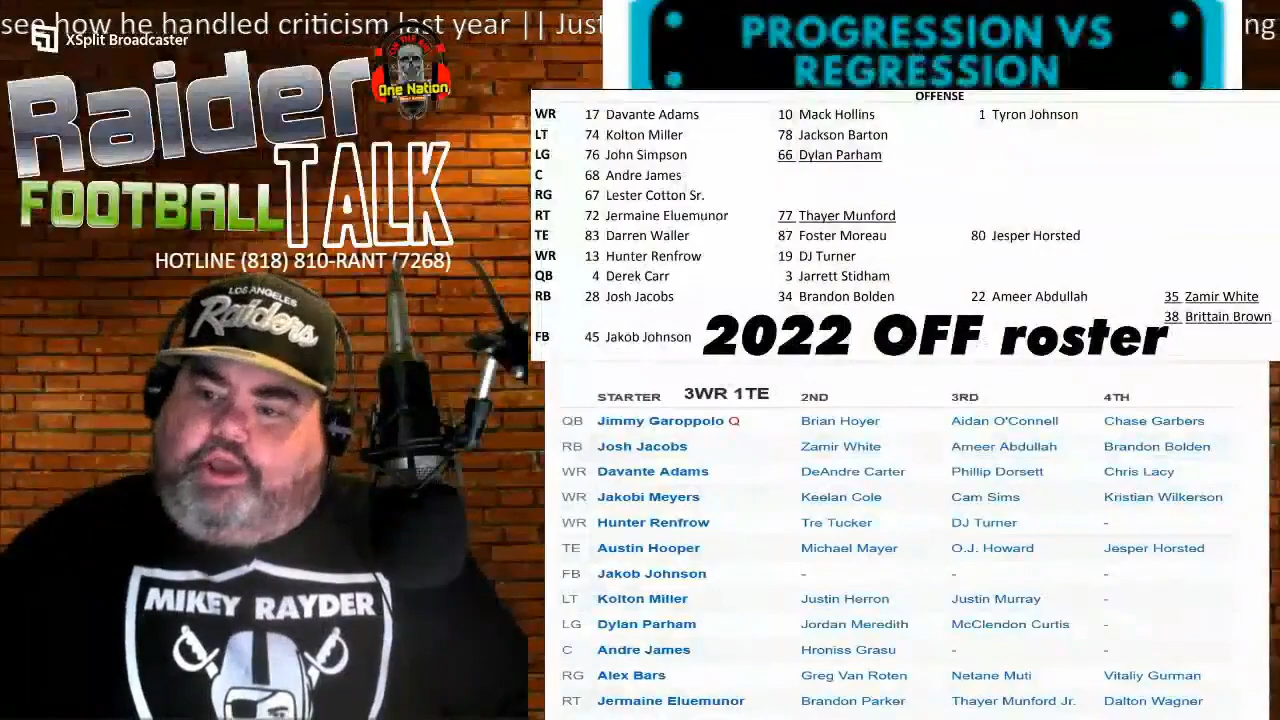 see how he handled criticism last year || Just
ng
XSplit Broadcaster
One Nation
Raider
FOOTBALL
TALK
HOTLINE (818) 810-RANT (7268)
LOS ANGELES
Raiders
MIKEY RAYDER
PROGRESSION VS
REGRESSION
OFFENSE
WR 17 Davante Adams 10 Mack Hollins 1 Tyron Johnson
LT 74 Kolton Miller 78 Jackson Barton
LG 76 John Simpson 66 Dylan Parham
C 68 Andre James
RG 67 Lester Cotton Sr.
RT 72 Jermaine Eluemunor 77 Thayer Munford
TE 83 Darren Waller 87 Foster Moreau 80 Jesper Horsted
WR 13 Hunter Renfrow 19 DJ Turner
QB 4 Derek Carr 3 Jarrett Stidham
RB 28 Josh Jacobs 34 Brandon Bolden 22 Ameer Abdullah 35 Zamir White
38 Brittain Brown
FB 45 Jakob Johnson
2022 OFF roster
STARTER 3WR 1TE 2ND 3RD 4TH
QB Jimmy Garoppolo Q Brian Hoyer Aidan O'Connell Chase Garbers
RB Josh Jacobs Zamir White Ameer Abdullah Brandon Bolden
WR Davante Adams DeAndre Carter Phillip Dorsett Chris Lacy
WR Jakobi Meyers Keelan Cole Cam Sims Kristian Wilkerson
WR Hunter Renfrow Tre Tucker DJ Turner -
TE Austin Hooper Michael Mayer O.J. Howard Jesper Horsted
FB Jakob Johnson - - -
LT Kolton Miller Justin Herron Justin Murray -
LG Dylan Parham Jordan Meredith McClendon Curtis -
C Andre James Hroniss Grasu - -
RG Alex Bars Greg Van Roten Netane Muti Vitaliy Gurman
RT Jermaine Eluemunor Brandon Parker Thayer Munford Jr. Dalton Wagner